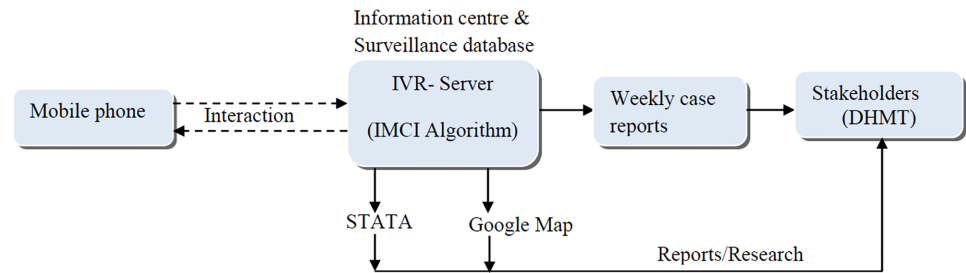 Information centre &
Surveillance database
Mobile phone
Interaction
IVR- Server
(IMCI Algorithm)
Weekly case
reports
Stakeholders
(DHMT)
STATA
Google Map
Reports/Research